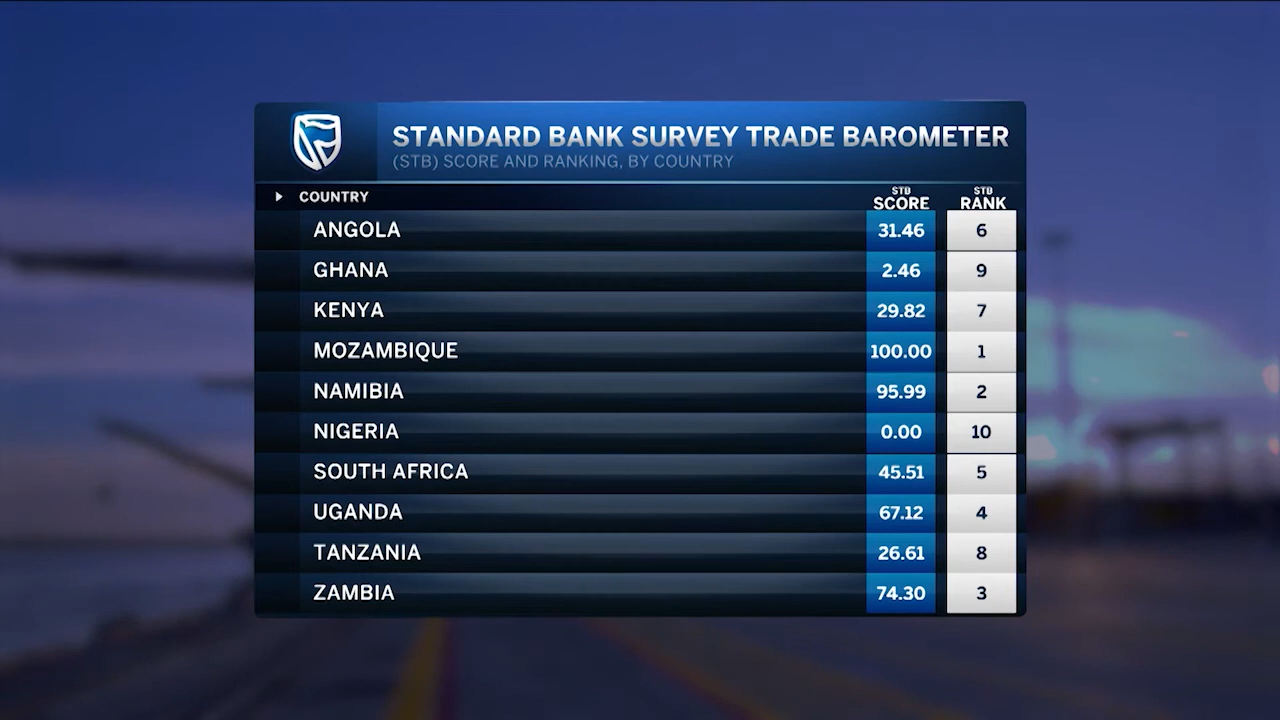 STANDARD BANK SURVEY TRADE BAROMETER
(STB) SCORE AND RANKING, BY COUNTRY
COUNTRY STB SCORE STB RANK
ANGOLA 31.46 6
GHANA 2.46 9
KENYA 29.82 7
MOZAMBIQUE 100.00 1
NAMIBIA 95.99 2
NIGERIA 0.00 10
SOUTH AFRICA 45.51 5
UGANDA 67.12 4
TANZANIA 26.61 8
ZAMBIA 74.30 3